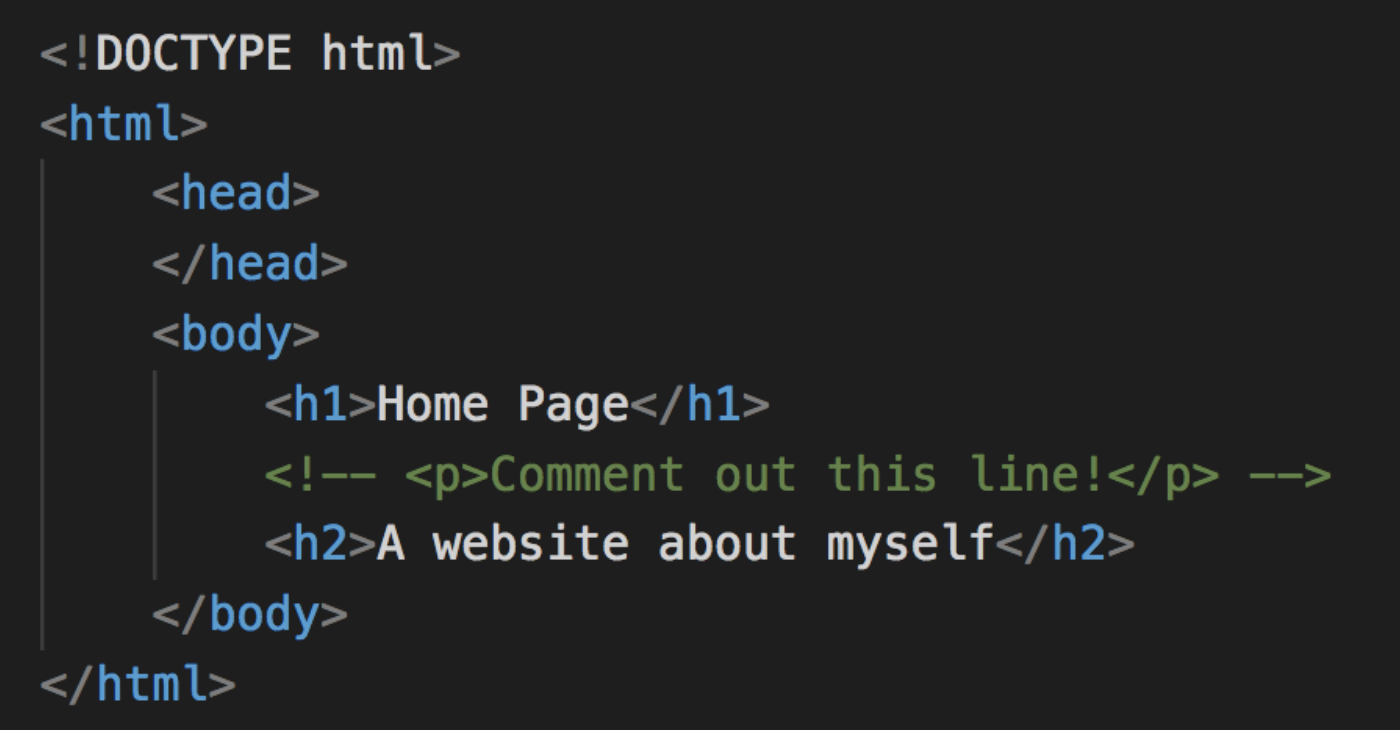 <!DOCTYPE html>
<html>
    <head>
    </head>
    <body>
        <h1>Home Page</h1>
        <!-- <p>Comment out this line!</p> -->
        <h2>A website about myself</h2>
    </body>
</html>